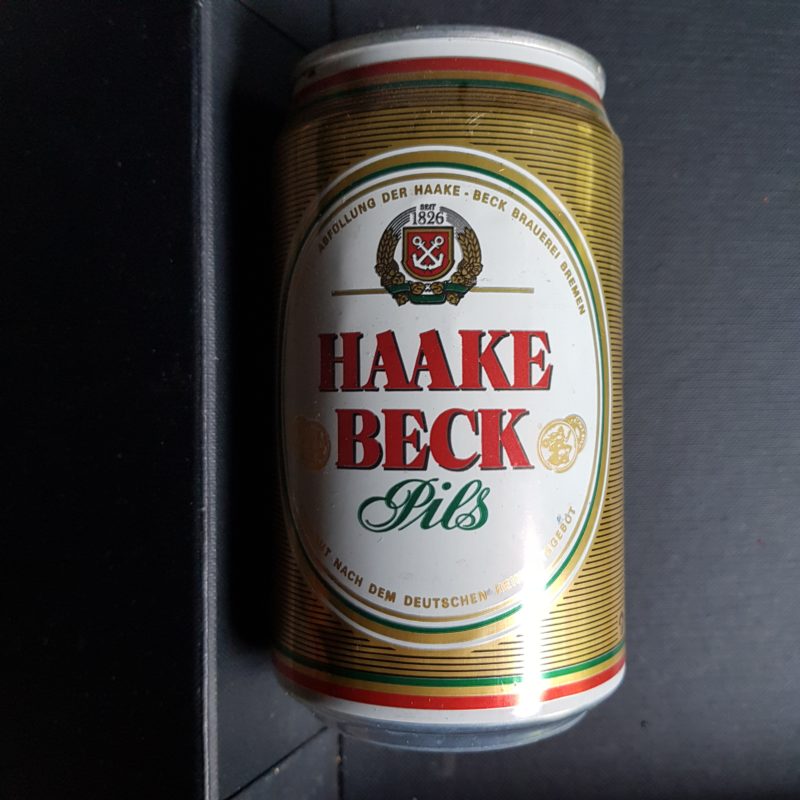 ABFÜLLUNG DER HAAKE-BECK BRAUEREI BREMEN
SEIT
1826
HAAKE
BECK
Pils
NACH DEM DEUTSCHEN